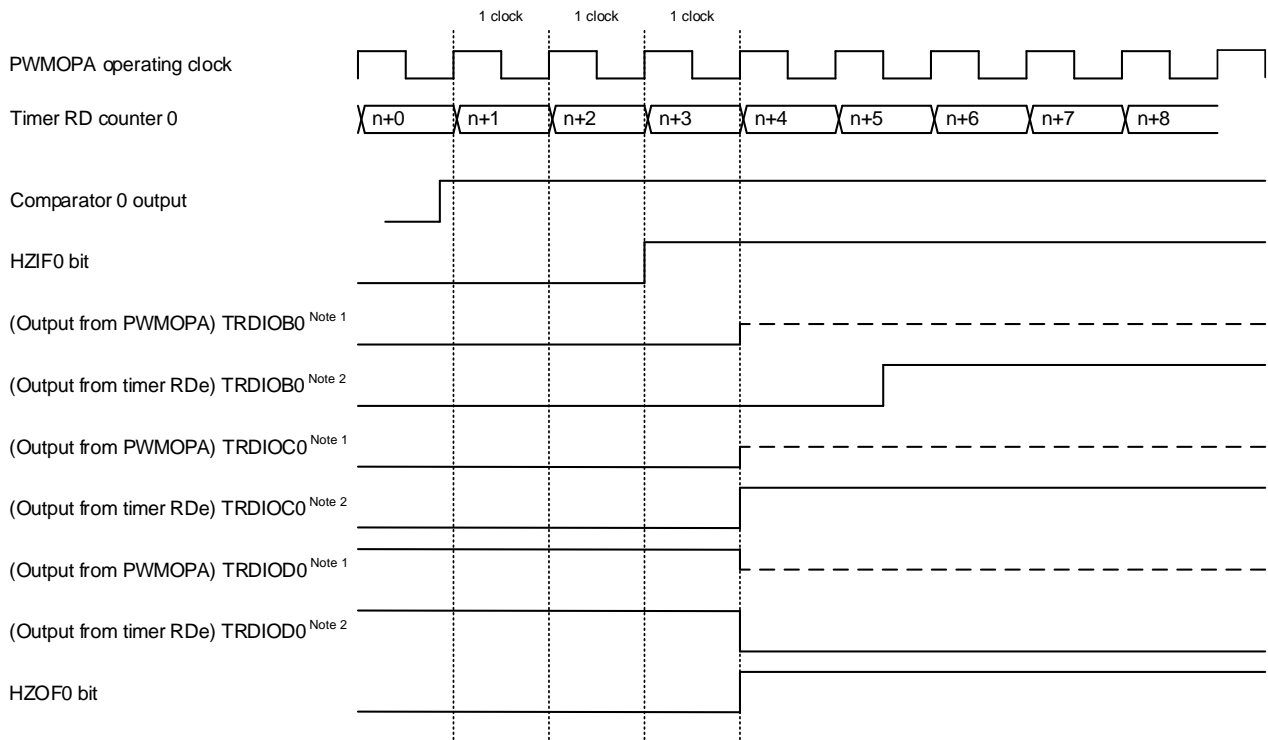 1 clock 1 clock 1 clock
PWMOPA operating clock
Timer RD counter 0 n+0 n+1 n+2 n+3 n+4 n+5 n+6 n+7 n+8
Comparator 0 output
HZIF0 bit
(Output from PWMOPA) TRDIOB0 Note 1
(Output from timer RDe) TRDIOB0 Note 2
(Output from PWMOPA) TRDIOC0 Note 1
(Output from timer RDe) TRDIOC0 Note 2
(Output from PWMOPA) TRDIOD0 Note 1
(Output from timer RDe) TRDIOD0 Note 2
HZOF0 bit